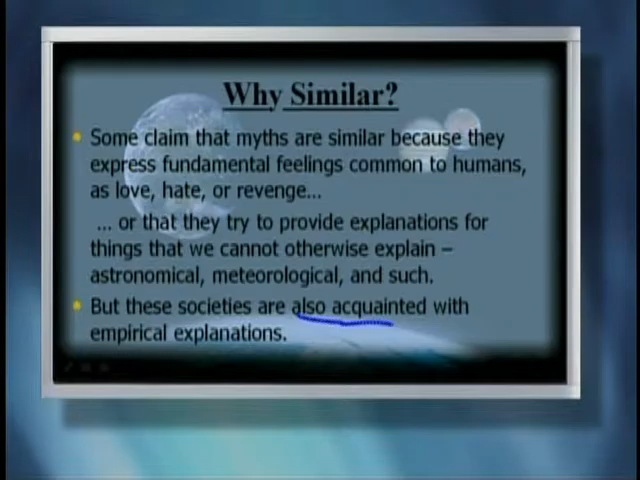 Why Similar?
Some claim that myths are similar because they
express fundamental feelings common to humans,
as love, hate, or revenge...
... or that they try to provide explanations for
things that we cannot otherwise explain –
astronomical, meteorological, and such.
But these societies are also acquainted with
empirical explanations.